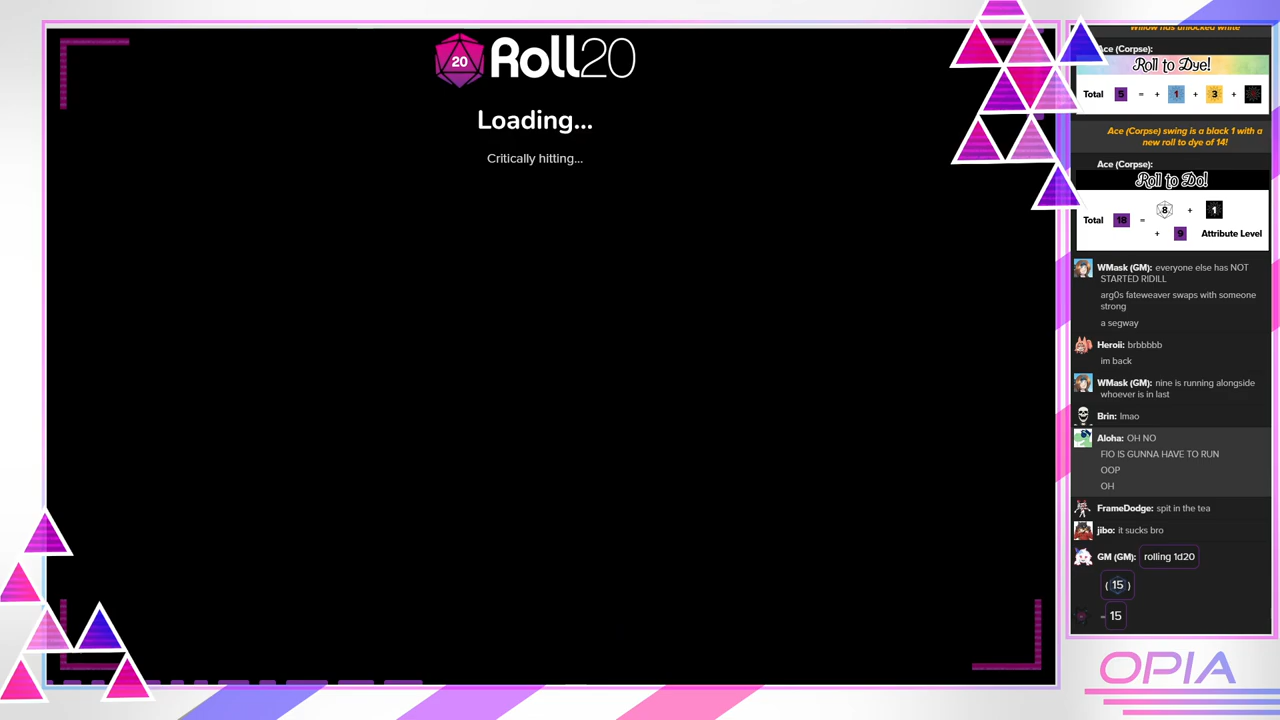 20
Roll20
Loading...
Critically hitting...
Willow has unlocked white
Ace (Corpse):
Roll to Dye!
Total 5 = + 1 + 3 +
Ace (Corpse) swing is a black 1 with a
new roll to dye of 14!
Ace (Corpse):
Roll to Do!
8 + 1
Total 18 =
+ 9 Attribute Level
WMask (GM): everyone else has NOT
STARTED RIDILL
arg0s fateweaver swaps with someone
strong
a segway
Heroii: brbbbbb
im back
WMask (GM): nine is running alongside
whoever is in last
Brin: lmao
Aloha: OH NO
FIO IS GUNNA HAVE TO RUN
OOP
OH
FrameDodge: spit in the tea
jibo: it sucks bro
GM (GM): rolling 1d20
(15)
=15
OPIA